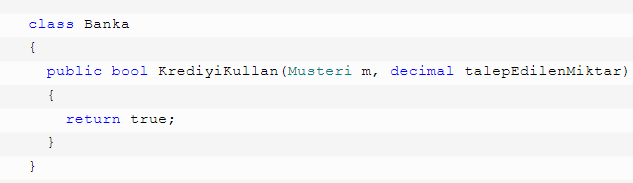 class Banka
{
  public bool KrediyiKullan(Musteri m, decimal talepEdilenMiktar)
  {
    return true;
  }
}